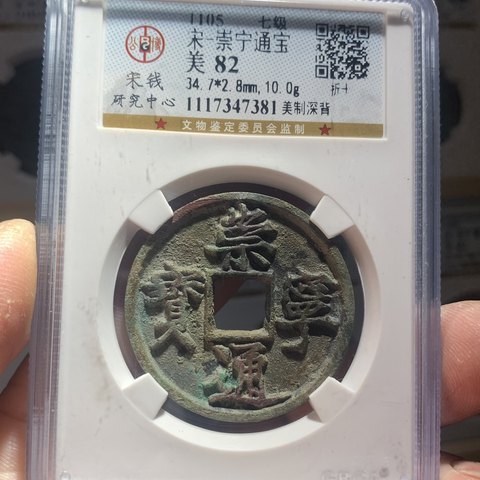 1105 七级
宋·崇宁通宝
美 82
34.7*2.8mm, 10.0g 折十
宋钱
研究中心
1117347381 美制深背
★ 文物鉴定委员会监制 ★
崇寧通寳